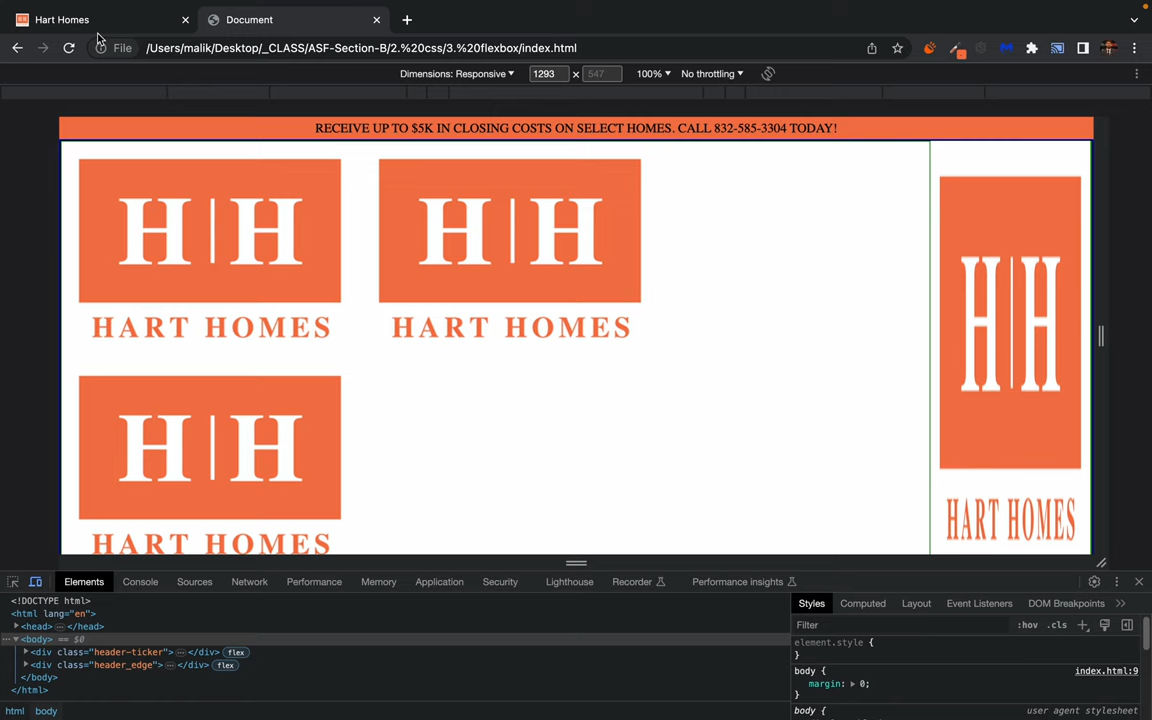 Hart Homes
Document
File
/Users/malik/Desktop/_CLASS/ASF-Section-B/2.%20css/3.%20flexbox/index.html
Dimensions: Responsive 1293 × 547 100% No throttling
RECEIVE UP TO $5K IN CLOSING COSTS ON SELECT HOMES. CALL 832-585-3304 TODAY!
H|H
HART HOMES
H|H
HART HOMES
H|H
HART HOMES
H|H
HART HOMES
Elements Console Sources Network Performance Memory Application Security Lighthouse Recorder Performance insights
<!DOCTYPE html>
<html lang="en">
<head>…</head>
<body> == $0
<div class="header-ticker">…</div> flex
<div class="header_edge">…</div> flex
</body>
</html>
html body
Styles Computed Layout Event Listeners DOM Breakpoints
Filter :hov .cls
element.style {
}
body { index.html:9
margin: 0;
}
body { user agent stylesheet